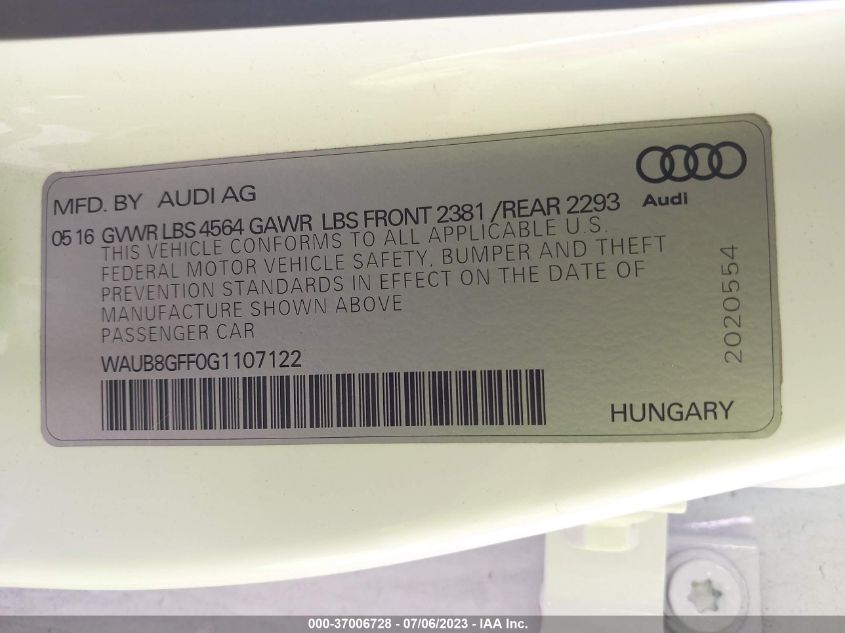 MFD. BY AUDI AG
Audi
0516 GVWR LBS 4564 GAWR LBS FRONT 2381 /REAR 2293
THIS VEHICLE CONFORMS TO ALL APPLICABLE U.S.
FEDERAL MOTOR VEHICLE SAFETY, BUMPER AND THEFT
PREVENTION STANDARDS IN EFFECT ON THE DATE OF
MANUFACTURE SHOWN ABOVE
PASSENGER CAR
WAUB8GFF0G1107122
2020554
HUNGARY
000-37006728 - 07/06/2023 - IAA Inc.